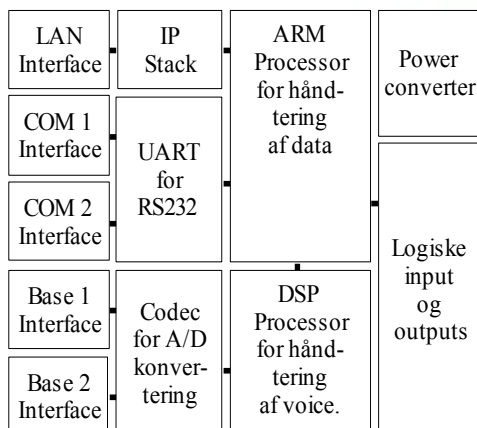 LAN
Interface
IP
Stack
ARM
Processor
for hånd-
tering
af data
Power
converter
COM 1
Interface
UART
for
RS232
COM 2
Interface
Logiske
input
og
outputs
Base 1
Interface
Codec
for A/D
konver-
tering
DSP
Processor
for hånd-
tering
af voice.
Base 2
Interface